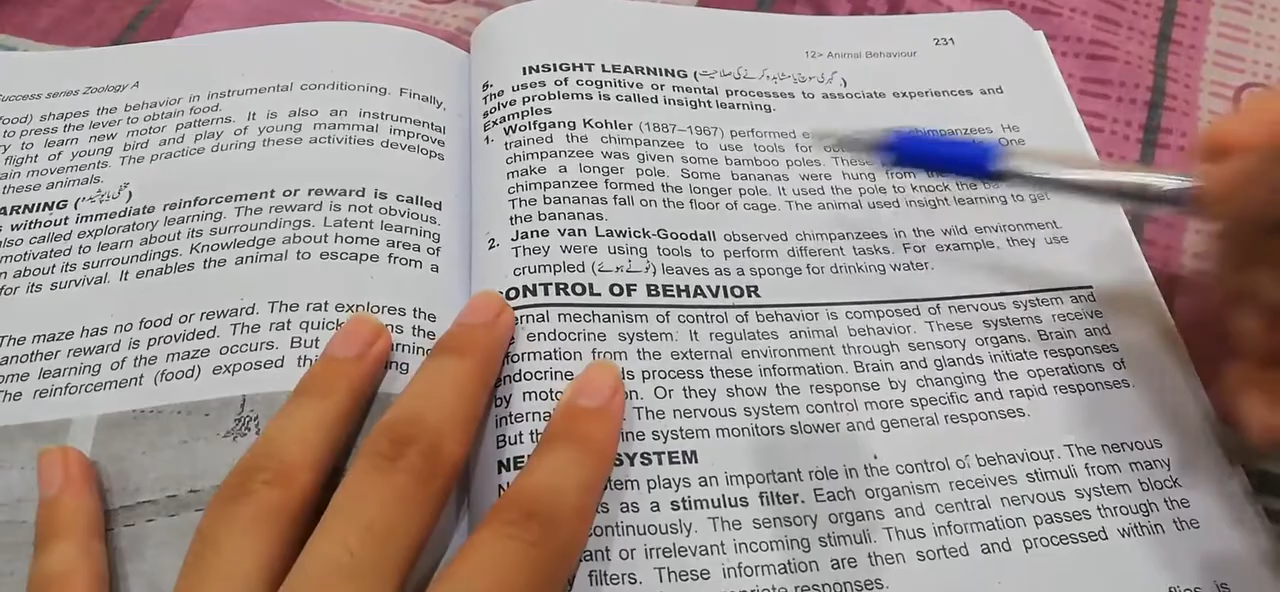 Success series Zoology A
food) shapes the behavior in instrumental conditioning. Finally,
to press the lever to obtain food.
ry to learn new motor patterns. It is also an instrumental
flight of young bird and play of young mammal improve
ain movements. The practice during these activities develops
these animals.
ARNING (
s without immediate reinforcement or reward is called
lso called exploratory learning. The reward is not obvious.
motivated to learn about its surroundings. Latent learning
n about its surroundings. Knowledge about home area of
for its survival. It enables the animal to escape from a
The maze has no food or reward. The rat explores the
another reward is provided. The rat the
ome learning of the maze occurs. But
The reinforcement (food) exposed
12> Animal Behaviour 231
5. INSIGHT LEARNING (گہری سوچ یا مشاہدہ کرنے کی صلاحیت)
The uses of cognitive or mental processes to associate experiences and
solve problems is called insight learning.
Examples
1. Wolfgang Kohler (1887–1967) performed chimpanzees He
trained the chimpanzee to use tools for One
chimpanzee was given some bamboo poles. These
make a longer pole. Some bananas were hung from
chimpanzee formed the longer pole. It used the pole to knock the
The bananas fall on the floor of cage. The animal used insight learning to get
the bananas.
2. Jane van Lawick-Goodall observed chimpanzees in the wild environment.
They were using tools to perform different tasks. For example, they use
crumpled (ٹوٹے ہوئے) leaves as a sponge for drinking water.
CONTROL OF BEHAVIOR
ernal mechanism of control of behavior is composed of nervous system and
endocrine system. It regulates animal behavior. These systems receive
formation from the external environment through sensory organs. Brain and
endocrine ds process these information. Brain and glands initiate responses
by moto on. Or they show the response by changing the operations of
interna The nervous system control more specific and rapid responses.
But th ine system monitors slower and general responses.
NE SYSTEM
tem plays an important role in the control of behaviour. The nervous
ts as a stimulus filter. Each organism receives stimuli from many
continuously. The sensory organs and central nervous system block
ant or irrelevant incoming stimuli. Thus information passes through the
filters. These information are then sorted and processed within the
responses.